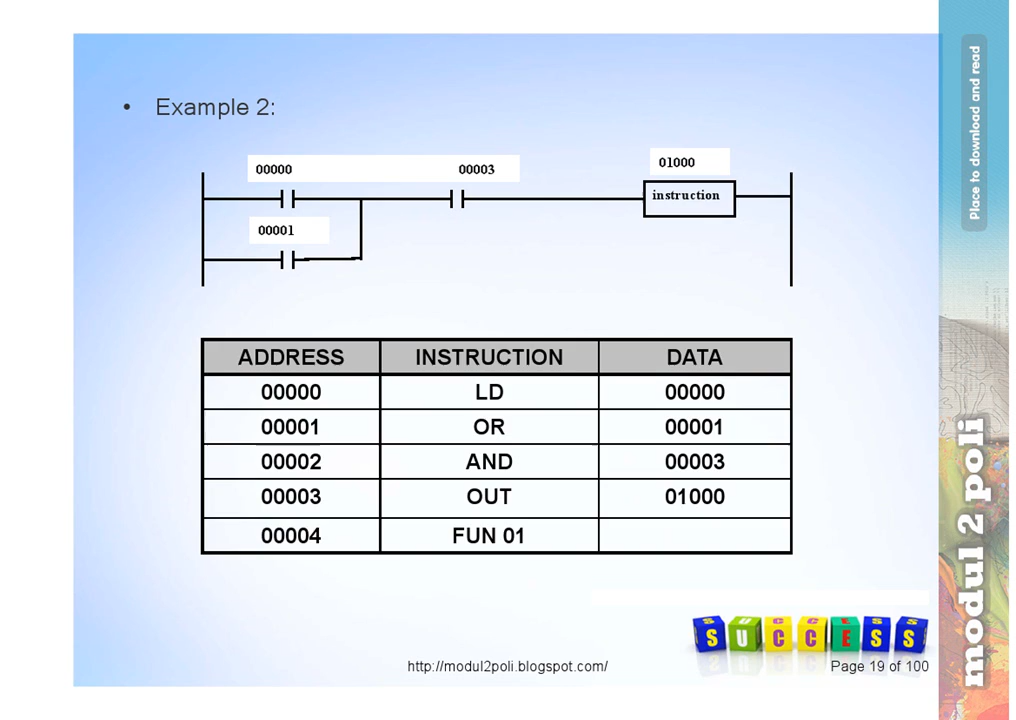 • Example 2:
00000 00003 01000
instruction
00001
ADDRESS INSTRUCTION DATA
00000 LD 00000
00001 OR 00001
00002 AND 00003
00003 OUT 01000
00004 FUN 01
SUCCESS
http://modul2poli.blogspot.com/ Page 19 of 100
Place to download and read
modul 2 poli